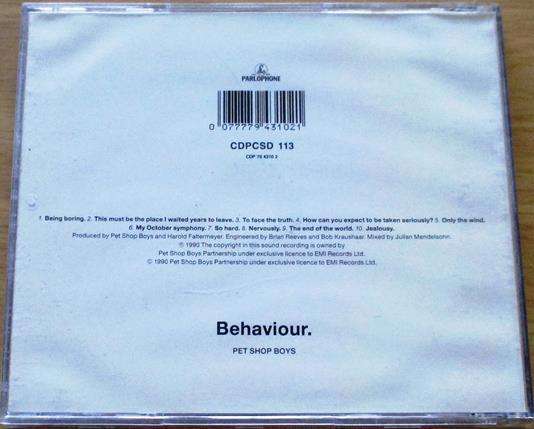 PARLOPHONE
0 077779 431021
CDPCSD 113
CDP 79 4310 2
1. Being boring. 2. This must be the place I waited years to leave. 3. To face the truth. 4. How can you expect to be taken seriously? 5. Only the wind.
6. My October symphony. 7. So hard. 8. Nervously. 9. The end of the world. 10. Jealousy.
Produced by Pet Shop Boys and Harold Faltermeyer. Engineered by Brian Reeves and Bob Kraushaar. Mixed by Julian Mendelsohn.
℗ 1990 The copyright in this sound recording is owned by
Pet Shop Boys Partnership under exclusive licence to EMI Records Ltd.
© 1990 Pet Shop Boys Partnership under exclusive licence to EMI Records Ltd.
Behaviour.
PET SHOP BOYS